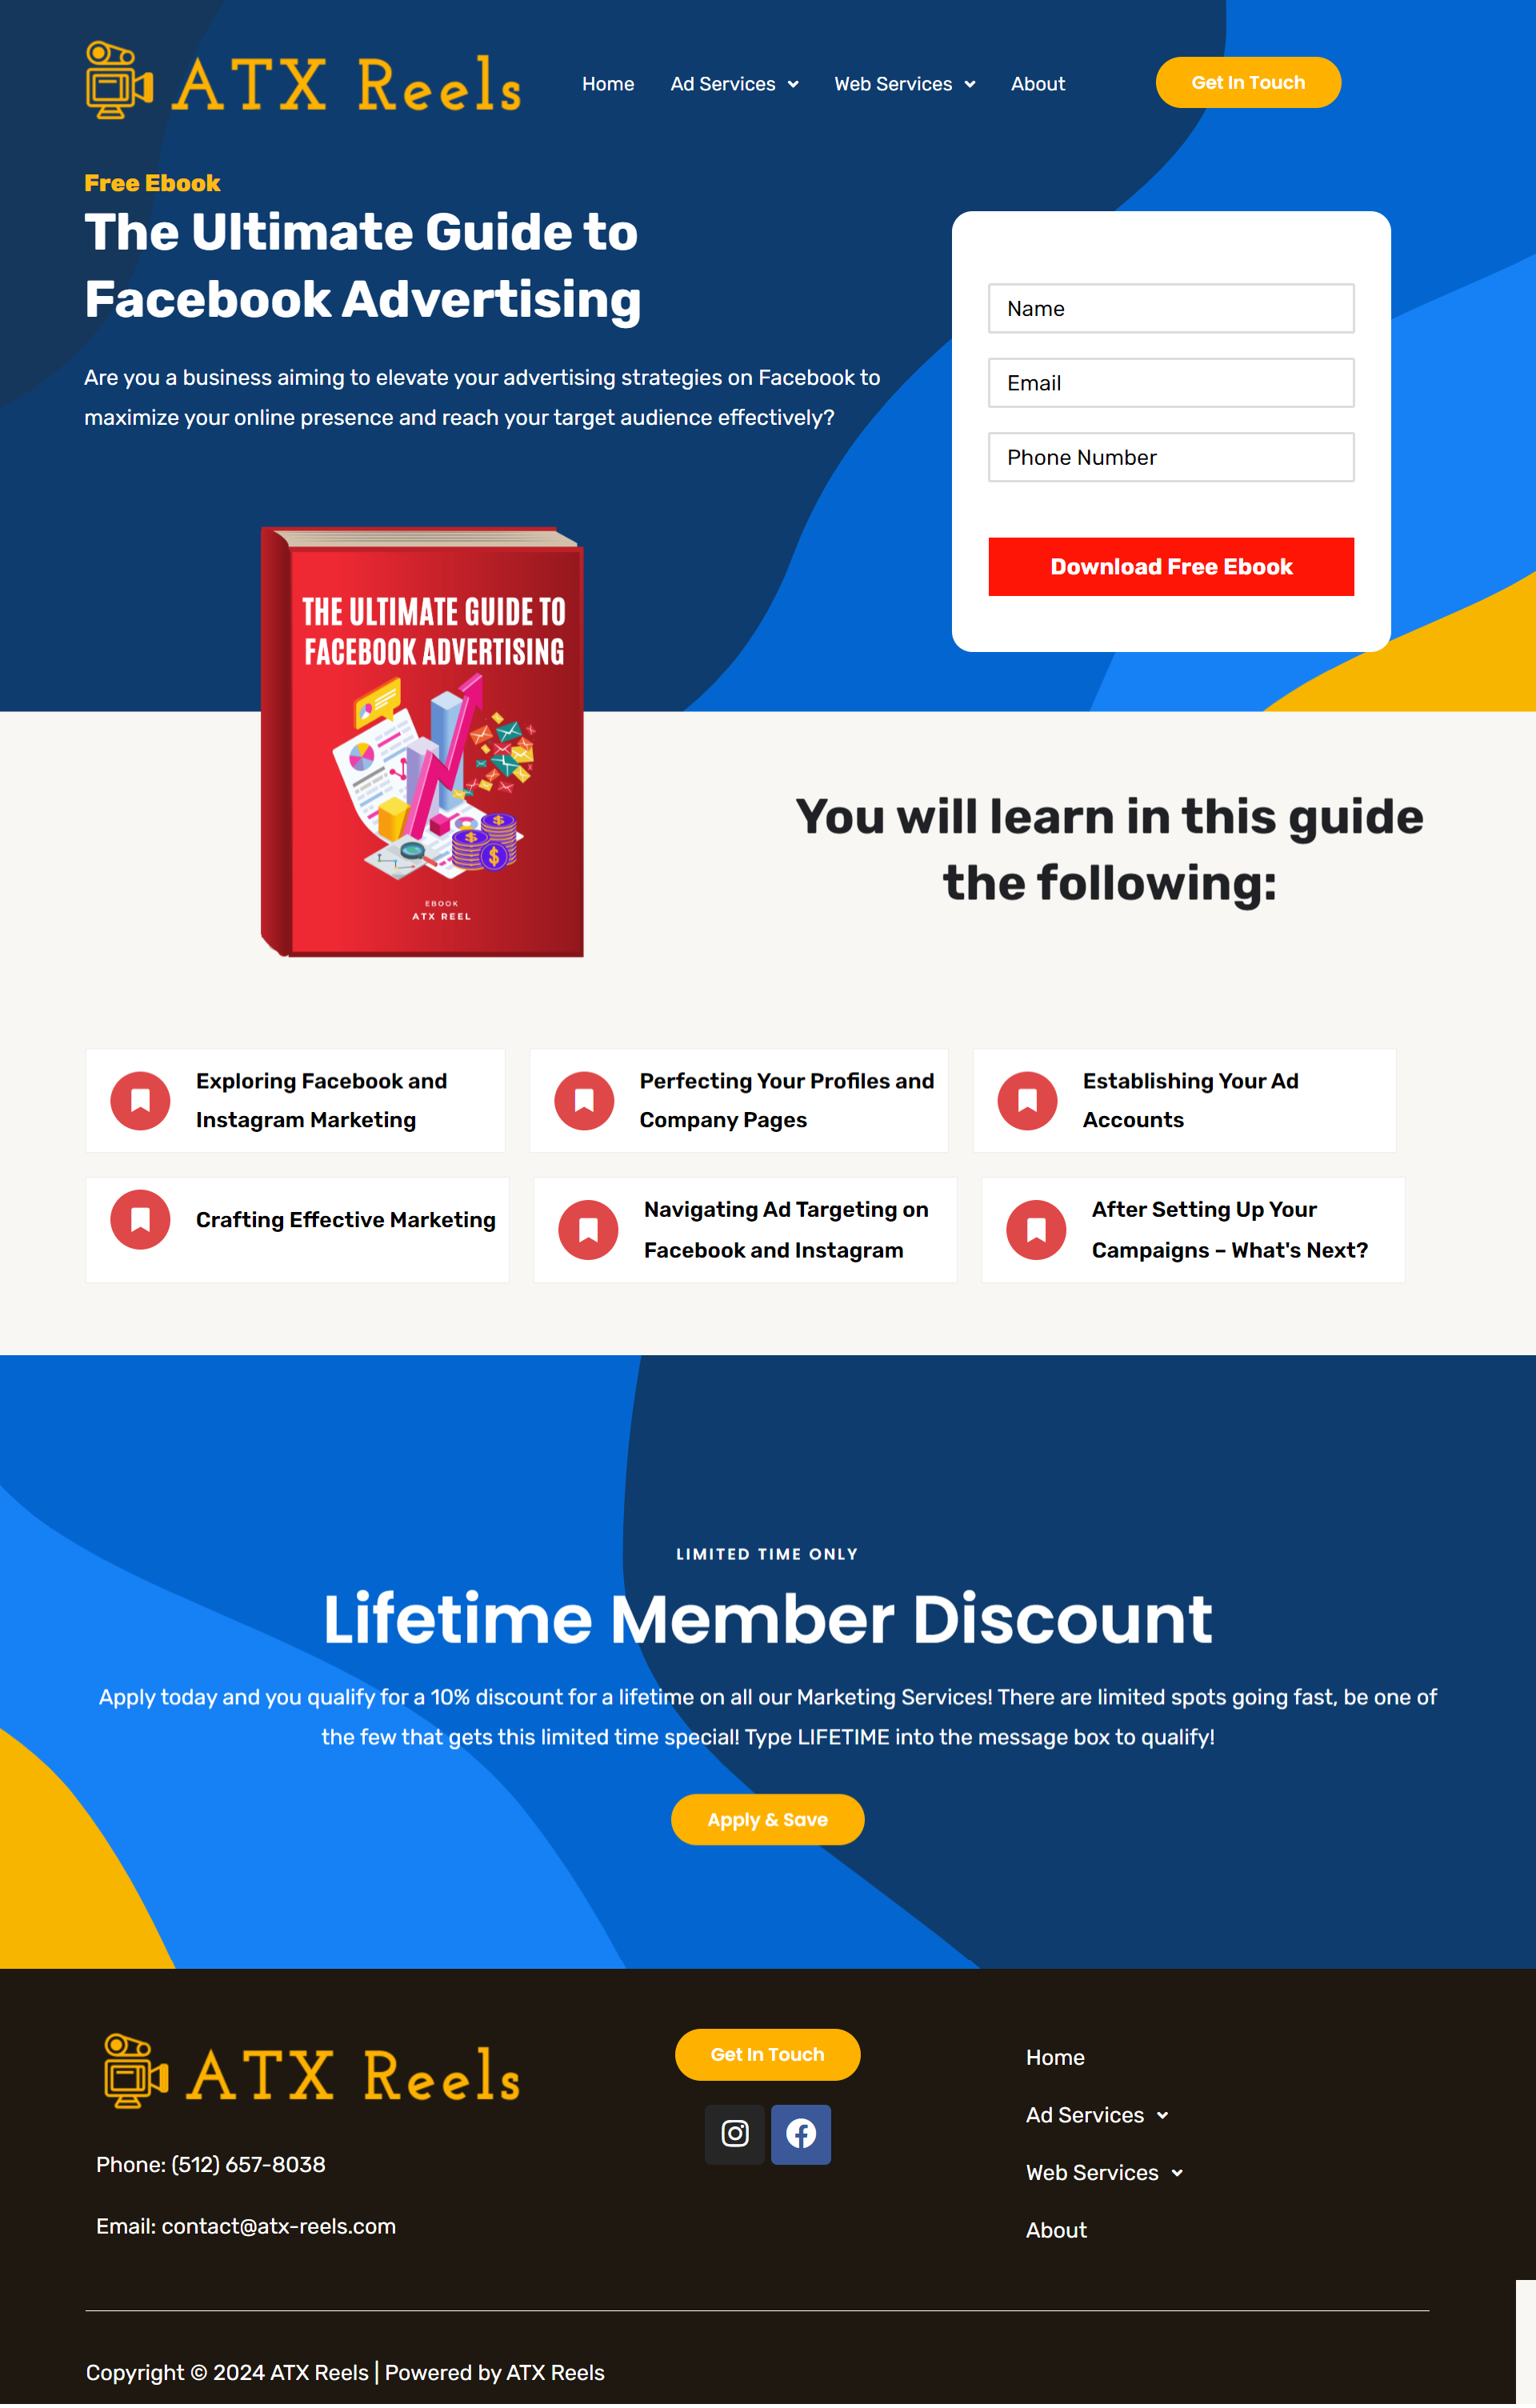 ATX Reels
Home Ad Services Web Services About Get In Touch
Free Ebook
The Ultimate Guide to
Facebook Advertising
Are you a business aiming to elevate your advertising strategies on Facebook to
maximize your online presence and reach your target audience effectively?
Name
Email
Phone Number
Download Free Ebook
THE ULTIMATE GUIDE TO
FACEBOOK ADVERTISING
EBOOK
ATX REEL
You will learn in this guide
the following:
Exploring Facebook and
Instagram Marketing
Perfecting Your Profiles and
Company Pages
Establishing Your Ad
Accounts
Crafting Effective Marketing
Navigating Ad Targeting on
Facebook and Instagram
After Setting Up Your
Campaigns – What's Next?
LIMITED TIME ONLY
Lifetime Member Discount
Apply today and you qualify for a 10% discount for a lifetime on all our Marketing Services! There are limited spots going fast, be one of
the few that gets this limited time special! Type LIFETIME into the message box to qualify!
Apply & Save
ATX Reels
Phone: (512) 657-8038
Email: contact@atx-reels.com
Get In Touch
Home
Ad Services
Web Services
About
Copyright © 2024 ATX Reels | Powered by ATX Reels